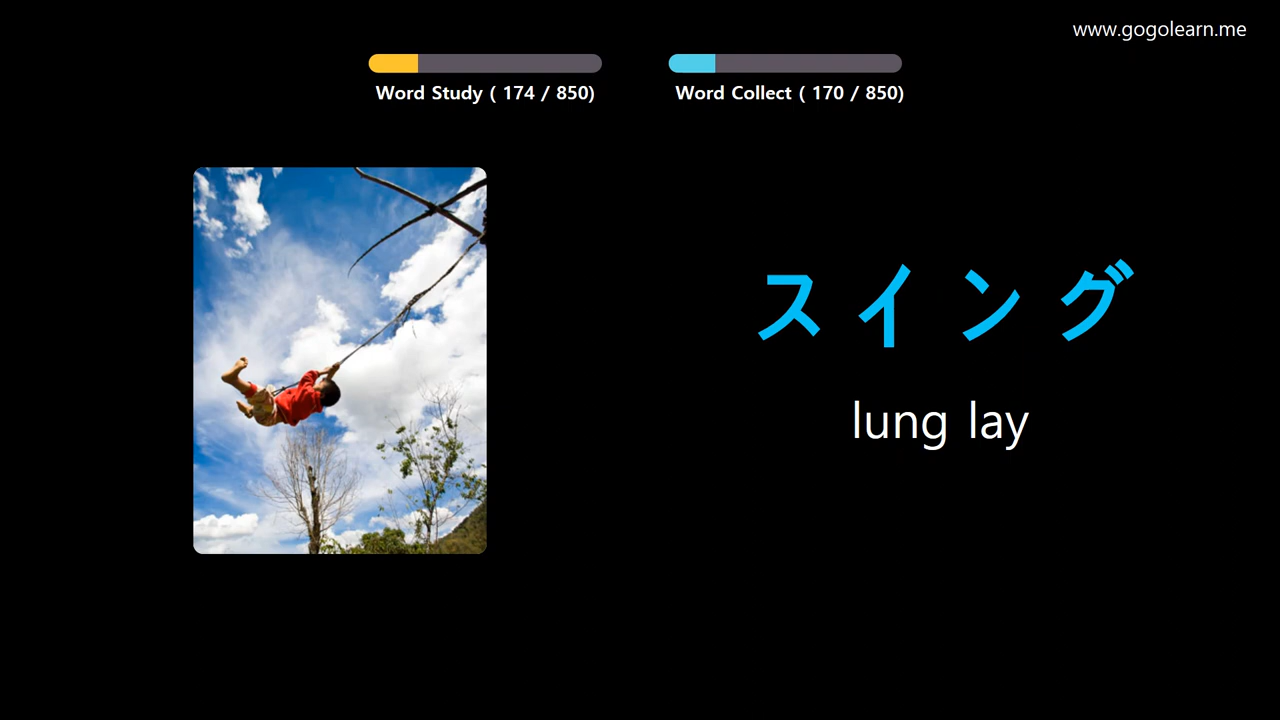 www.gogolearn.me
Word Study ( 174 / 850)
Word Collect ( 170 / 850)
スイング
lung lay